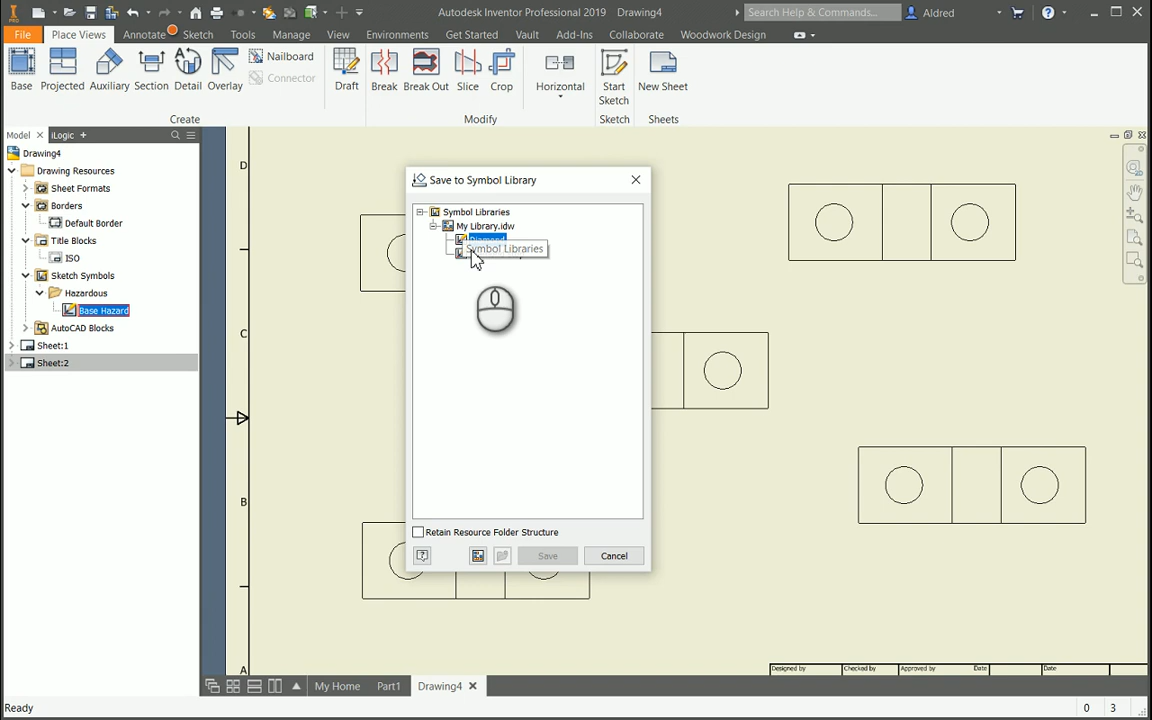 PRO
Autodesk Inventor Professional 2019 Drawing4
Search Help & Commands...
Aldred
File
Place Views
Annotate
Sketch
Tools
Manage
View
Environments
Get Started
Vault
Add-Ins
Collaborate
Woodwork Design
Base
Projected
Auxiliary
Section
Detail
Overlay
Nailboard
Connector
Draft
Break
Break Out
Slice
Crop
Horizontal
Start
Sketch
New Sheet
Create
Modify
Sketch
Sheets
Model
iLogic
Drawing4
Drawing Resources
Sheet Formats
Borders
Default Border
Title Blocks
ISO
Sketch Symbols
Hazardous
Base Hazard
AutoCAD Blocks
Sheet:1
Sheet:2
D
C
B
A
Save to Symbol Library
Symbol Libraries
My Library.idw
Symbol Libraries
Retain Resource Folder Structure
Save
Cancel
Designed by
Checked by
Approved by
Date
Date
My Home
Part1
Drawing4
Ready
0
3